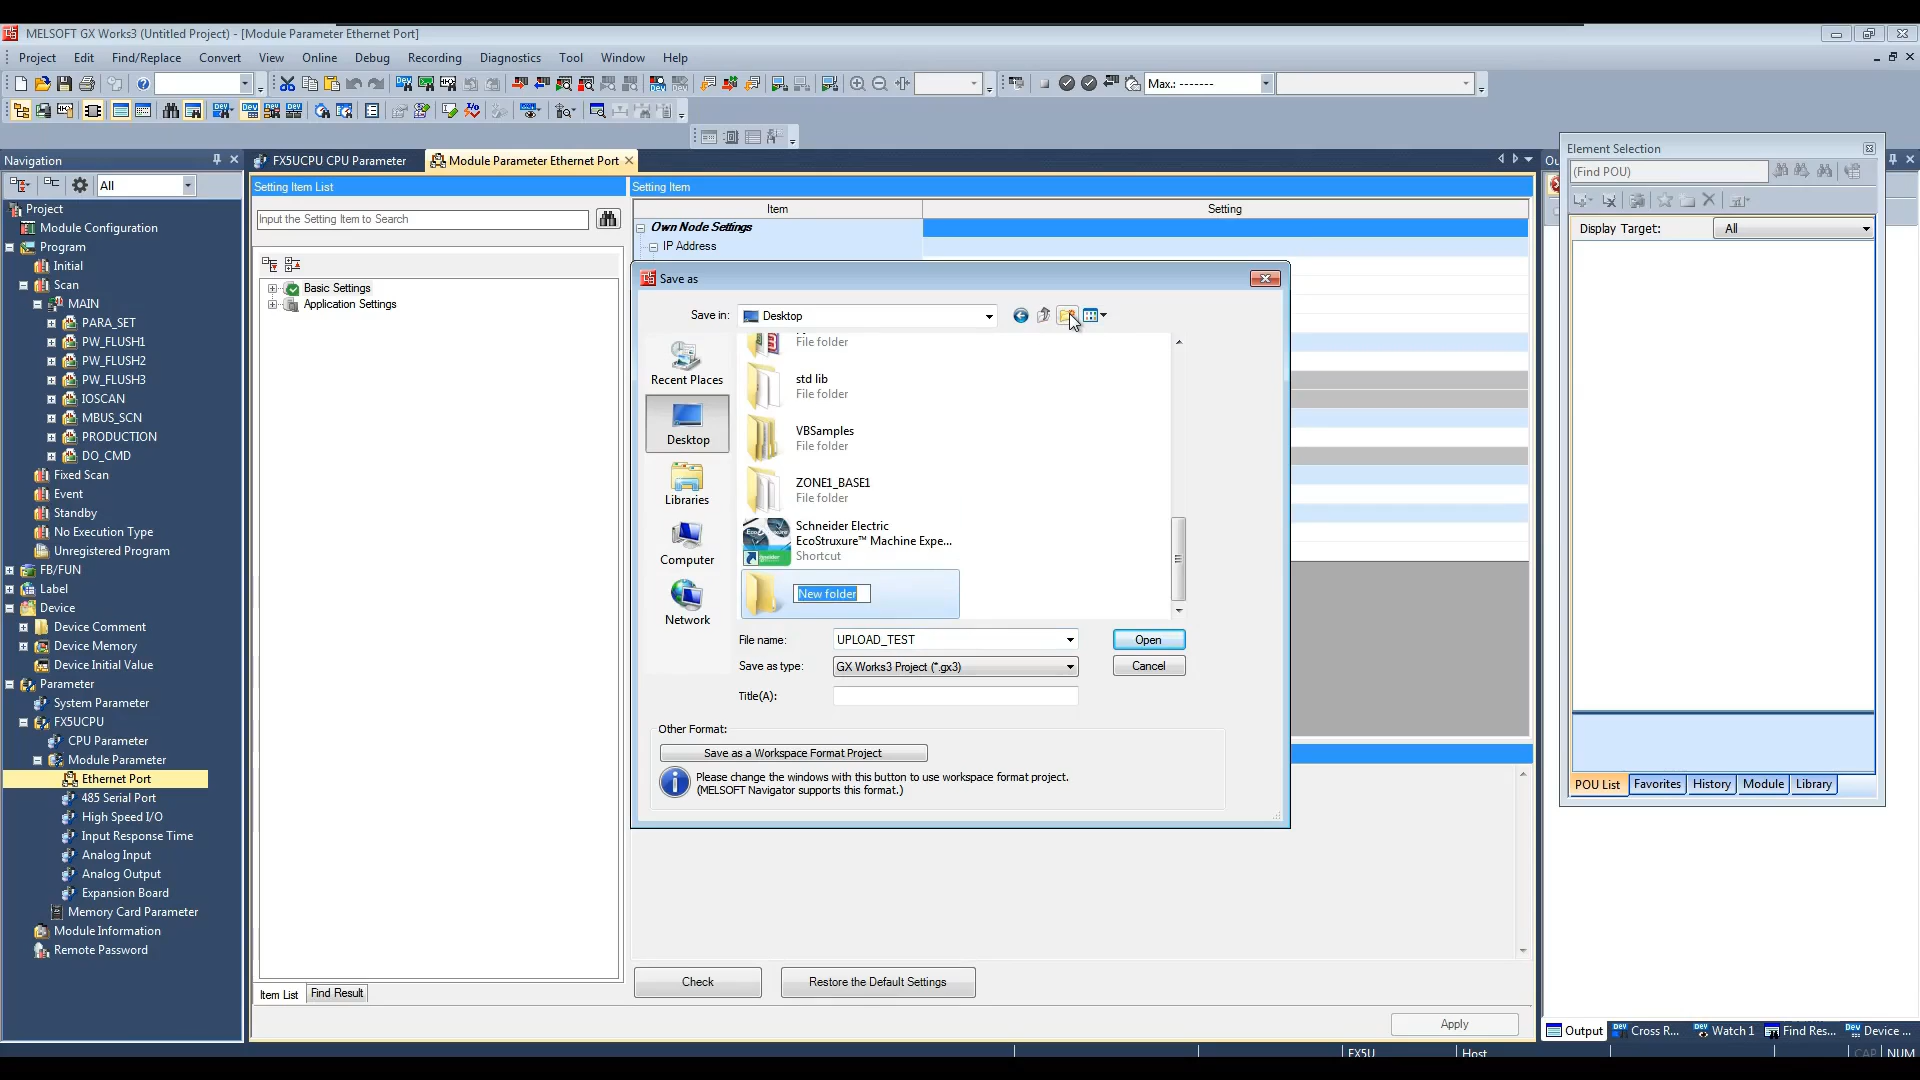 MELSOFT GX Works3 (Untitled Project) - [Module Parameter Ethernet Port]
Project Edit Find/Replace Convert View Online Debug Recording Diagnostics Tool Window Help
Max.: -------
Navigation
All
Project
Module Configuration
Program
Initial
Scan
MAIN
PARA_SET
PW_FLUSH1
PW_FLUSH2
PW_FLUSH3
IOSCAN
MBUS_SCN
PRODUCTION
DO_CMD
Fixed Scan
Event
Standby
No Execution Type
Unregistered Program
FB/FUN
Label
Device
Device Comment
Device Memory
Device Initial Value
Parameter
System Parameter
FX5UCPU
CPU Parameter
Module Parameter
Ethernet Port
485 Serial Port
High Speed I/O
Input Response Time
Analog Input
Analog Output
Expansion Board
Memory Card Parameter
Module Information
Remote Password
FX5UCPU CPU Parameter
Module Parameter Ethernet Port
Setting Item List
Input the Setting Item to Search
Basic Settings
Application Settings
Item List
Find Result
Setting Item
Item Setting
Own Node Settings
IP Address
Save as
Save in: Desktop
Recent Places
Desktop
Libraries
Computer
Network
File folder
std lib
File folder
VBSamples
File folder
ZONE1_BASE1
File folder
Schneider Electric
EcoStruxure™ Machine Expe...
Shortcut
New folder
File name: UPLOAD_TEST Open
Save as type: GX Works3 Project (*.gx3) Cancel
Title(A):
Other Format:
Save as a Workspace Format Project
Please change the windows with this button to use workspace format project.
(MELSOFT Navigator supports this format.)
Check
Restore the Default Settings
Apply
Ou
Element Selection
(Find POU)
Display Target: All
POU List Favorites History Module Library
Output Cross R... Watch 1 Find Res... Device ...
FX5U Host CAP NUM